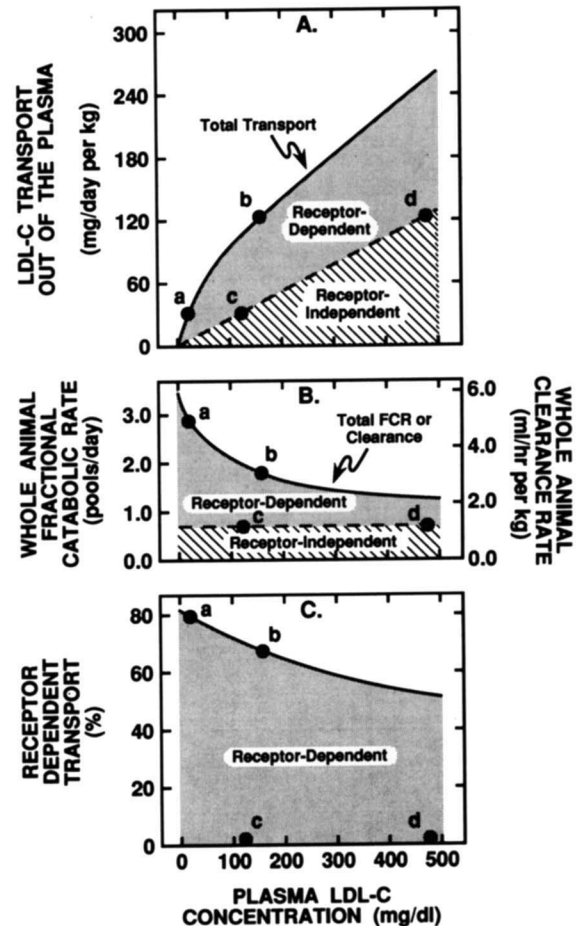 A.
LDL-C TRANSPORT
OUT OF THE PLASMA
(mg/day per kg)
300
240
180
120
60
0
Total Transport
b
Receptor-
Dependent
d
a
c
Receptor-
Independent
B.
WHOLE ANIMAL
FRACTIONAL
CATABOLIC RATE
(pools/day)
3.0
2.0
1.0
0.0
a
Total FCR or
Clearance
b
Receptor-Dependent
c
d
Receptor-Independent
6.0
4.0
2.0
0.0
WHOLE ANIMAL
CLEARANCE RATE
(ml/hr per kg)
C.
RECEPTOR
DEPENDENT
TRANSPORT
(%)
80
60
40
20
0
a
b
Receptor-Dependent
c
d
0 100 200 300 400 500
PLASMA LDL-C
CONCENTRATION (mg/dl)